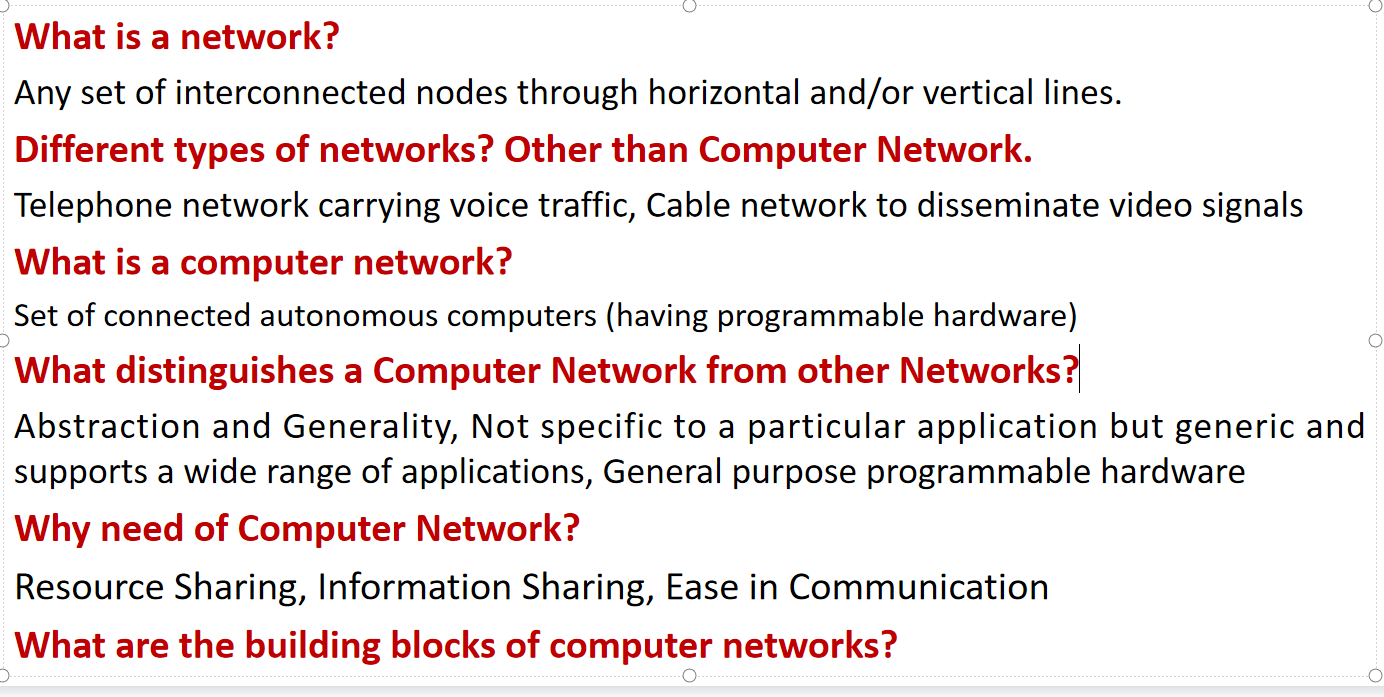 What is a network?
Any set of interconnected nodes through horizontal and/or vertical lines.
Different types of networks? Other than Computer Network.
Telephone network carrying voice traffic, Cable network to disseminate video signals
What is a computer network?
Set of connected autonomous computers (having programmable hardware)
What distinguishes a Computer Network from other Networks?
Abstraction and Generality, Not specific to a particular application but generic and
supports a wide range of applications, General purpose programmable hardware
Why need of Computer Network?
Resource Sharing, Information Sharing, Ease in Communication
What are the building blocks of computer networks?